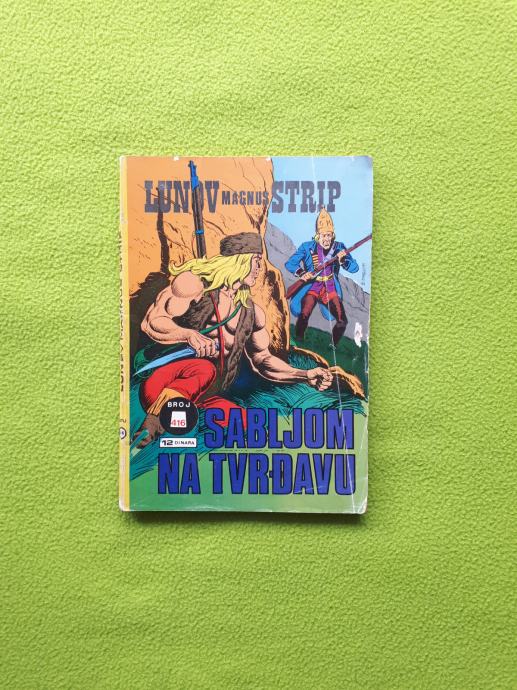 LUNOV MAGNUS STRIP
BROJ
416
12 DINARA
SABLJOM
NA TVRĐAVU